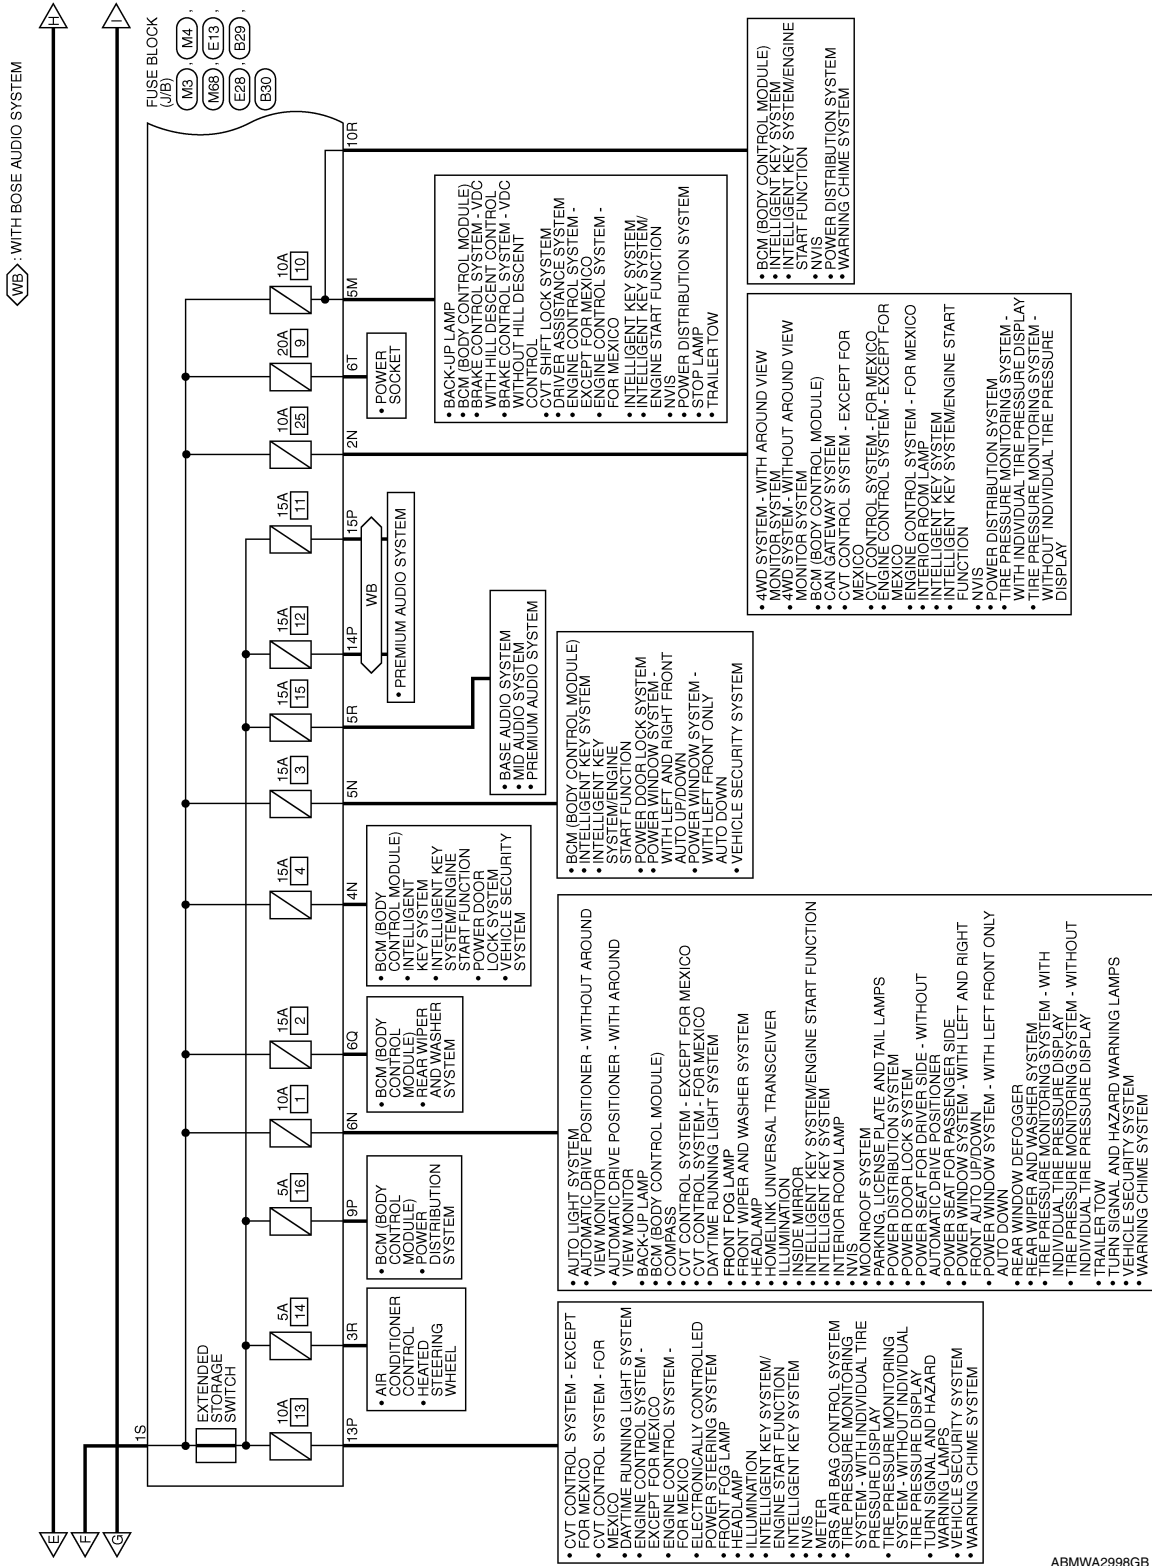 WB : WITH BOSE AUDIO SYSTEM
H
I
E
F
G
FUSE BLOCK
(J/B)
M3 , M4 ,
M68 , E13 ,
E28 , B29 ,
B30
1S
EXTENDED
STORAGE
SWITCH
10A
13
5A
14
5A
16
10A
1
15A
2
15A
4
15A
3
15A
15
15A
12
15A
11
10A
25
20A
9
10A
10
13P
3R
9P
6N
6Q
4N
5N
5R
14P
15P
2N
6T
5M
10R
WB
• CVT CONTROL SYSTEM - EXCEPT
FOR MEXICO
• CVT CONTROL SYSTEM - FOR
MEXICO
• DAYTIME RUNNING LIGHT SYSTEM
• ENGINE CONTROL SYSTEM -
EXCEPT FOR MEXICO
• ENGINE CONTROL SYSTEM -
FOR MEXICO
• ELECTRONICALLY CONTROLLED
POWER STEERING SYSTEM
• FRONT FOG LAMP
• HEADLAMP
• ILLUMINATION
• INTELLIGENT KEY SYSTEM/
ENGINE START FUNCTION
• INTELLIGENT KEY SYSTEM
• NVIS
• METER
• SRS AIR BAG CONTROL SYSTEM
• TIRE PRESSURE MONITORING
SYSTEM - WITH INDIVIDUAL TIRE
PRESSURE DISPLAY
• TIRE PRESSURE MONITORING
SYSTEM - WITHOUT INDIVIDUAL
TIRE PRESSURE DISPLAY
• TURN SIGNAL AND HAZARD
WARNING LAMPS
• VEHICLE SECURITY SYSTEM
• WARNING CHIME SYSTEM
• AIR
CONDITIONER
CONTROL
• HEATED
STEERING
WHEEL
• BCM (BODY
CONTROL
MODULE)
• POWER
DISTRIBUTION
SYSTEM
• AUTO LIGHT SYSTEM
• AUTOMATIC DRIVE POSITIONER - WITHOUT AROUND
VIEW MONITOR
• AUTOMATIC DRIVE POSITIONER - WITH AROUND
VIEW MONITOR
• BACK-UP LAMP
• BCM (BODY CONTROL MODULE)
• COMPASS
• CVT CONTROL SYSTEM - EXCEPT FOR MEXICO
• CVT CONTROL SYSTEM - FOR MEXICO
• DAYTIME RUNNING LIGHT SYSTEM
• FRONT FOG LAMP
• FRONT WIPER AND WASHER SYSTEM
• HEADLAMP
• HOMELINK UNIVERSAL TRANSCEIVER
• ILLUMINATION
• INSIDE MIRROR
• INTELLIGENT KEY SYSTEM/ENGINE START FUNCTION
• INTELLIGENT KEY SYSTEM
• INTERIOR ROOM LAMP
• NVIS
• MOONROOF SYSTEM
• PARKING, LICENSE PLATE AND TAIL LAMPS
• POWER DISTRIBUTION SYSTEM
• POWER DOOR LOCK SYSTEM
• POWER SEAT FOR DRIVER SIDE - WITHOUT
AUTOMATIC DRIVE POSITIONER
• POWER SEAT FOR PASSENGER SIDE
• POWER WINDOW SYSTEM - WITH LEFT AND RIGHT
FRONT AUTO UP/DOWN
• POWER WINDOW SYSTEM - WITH LEFT FRONT ONLY
AUTO DOWN
• REAR WINDOW DEFOGGER
• REAR WIPER AND WASHER SYSTEM
• TIRE PRESSURE MONITORING SYSTEM - WITH
INDIVIDUAL TIRE PRESSURE DISPLAY
• TIRE PRESSURE MONITORING SYSTEM - WITHOUT
INDIVIDUAL TIRE PRESSURE DISPLAY
• TRAILER TOW
• TURN SIGNAL AND HAZARD WARNING LAMPS
• VEHICLE SECURITY SYSTEM
• WARNING CHIME SYSTEM
• BCM (BODY
CONTROL
MODULE)
• REAR WIPER
AND WASHER
SYSTEM
• BCM (BODY
CONTROL MODULE)
• INTELLIGENT
KEY SYSTEM
• INTELLIGENT KEY
SYSTEM/ENGINE
START FUNCTION
• POWER DOOR
LOCK SYSTEM
• VEHICLE SECURITY
SYSTEM
• BCM (BODY CONTROL MODULE)
• INTELLIGENT KEY SYSTEM
• INTELLIGENT KEY
SYSTEM/ENGINE
START FUNCTION
• POWER DOOR LOCK SYSTEM
• POWER WINDOW SYSTEM -
WITH LEFT AND RIGHT FRONT
AUTO UP/DOWN
• POWER WINDOW SYSTEM -
WITH LEFT FRONT ONLY
AUTO DOWN
• VEHICLE SECURITY SYSTEM
• BASE AUDIO SYSTEM
• MID AUDIO SYSTEM
• PREMIUM AUDIO SYSTEM
• PREMIUM AUDIO SYSTEM
• 4WD SYSTEM - WITH AROUND VIEW
MONITOR SYSTEM
• 4WD SYSTEM - WITHOUT AROUND VIEW
MONITOR SYSTEM
• BCM (BODY CONTROL MODULE)
• CAN GATEWAY SYSTEM
• CVT CONTROL SYSTEM - EXCEPT FOR
MEXICO
• CVT CONTROL SYSTEM - FOR MEXICO
• ENGINE CONTROL SYSTEM - EXCEPT FOR
MEXICO
• ENGINE CONTROL SYSTEM - FOR MEXICO
• INTERIOR ROOM LAMP
• INTELLIGENT KEY SYSTEM
• INTELLIGENT KEY SYSTEM/ENGINE START
FUNCTION
• NVIS
• POWER DISTRIBUTION SYSTEM
• TIRE PRESSURE MONITORING SYSTEM -
WITH INDIVIDUAL TIRE PRESSURE DISPLAY
• TIRE PRESSURE MONITORING SYSTEM -
WITHOUT INDIVIDUAL TIRE PRESSURE
DISPLAY
• POWER
SOCKET
• BACK-UP LAMP
• BCM (BODY CONTROL MODULE)
• BRAKE CONTROL SYSTEM - VDC
WITH HILL DESCENT CONTROL
• BRAKE CONTROL SYSTEM - VDC
WITHOUT HILL DESCENT
CONTROL
• CVT SHIFT LOCK SYSTEM
• DRIVER ASSISTANCE SYSTEM
• ENGINE CONTROL SYSTEM -
EXCEPT FOR MEXICO
• ENGINE CONTROL SYSTEM -
FOR MEXICO
• INTELLIGENT KEY SYSTEM
• INTELLIGENT KEY SYSTEM/
ENGINE START FUNCTION
• NVIS
• POWER DISTRIBUTION SYSTEM
• STOP LAMP
• TRAILER TOW
• BCM (BODY CONTROL MODULE)
• INTELLIGENT KEY SYSTEM
• INTELLIGENT KEY SYSTEM/ENGINE
START FUNCTION
• NVIS
• POWER DISTRIBUTION SYSTEM
• WARNING CHIME SYSTEM
ABMWA2998GB